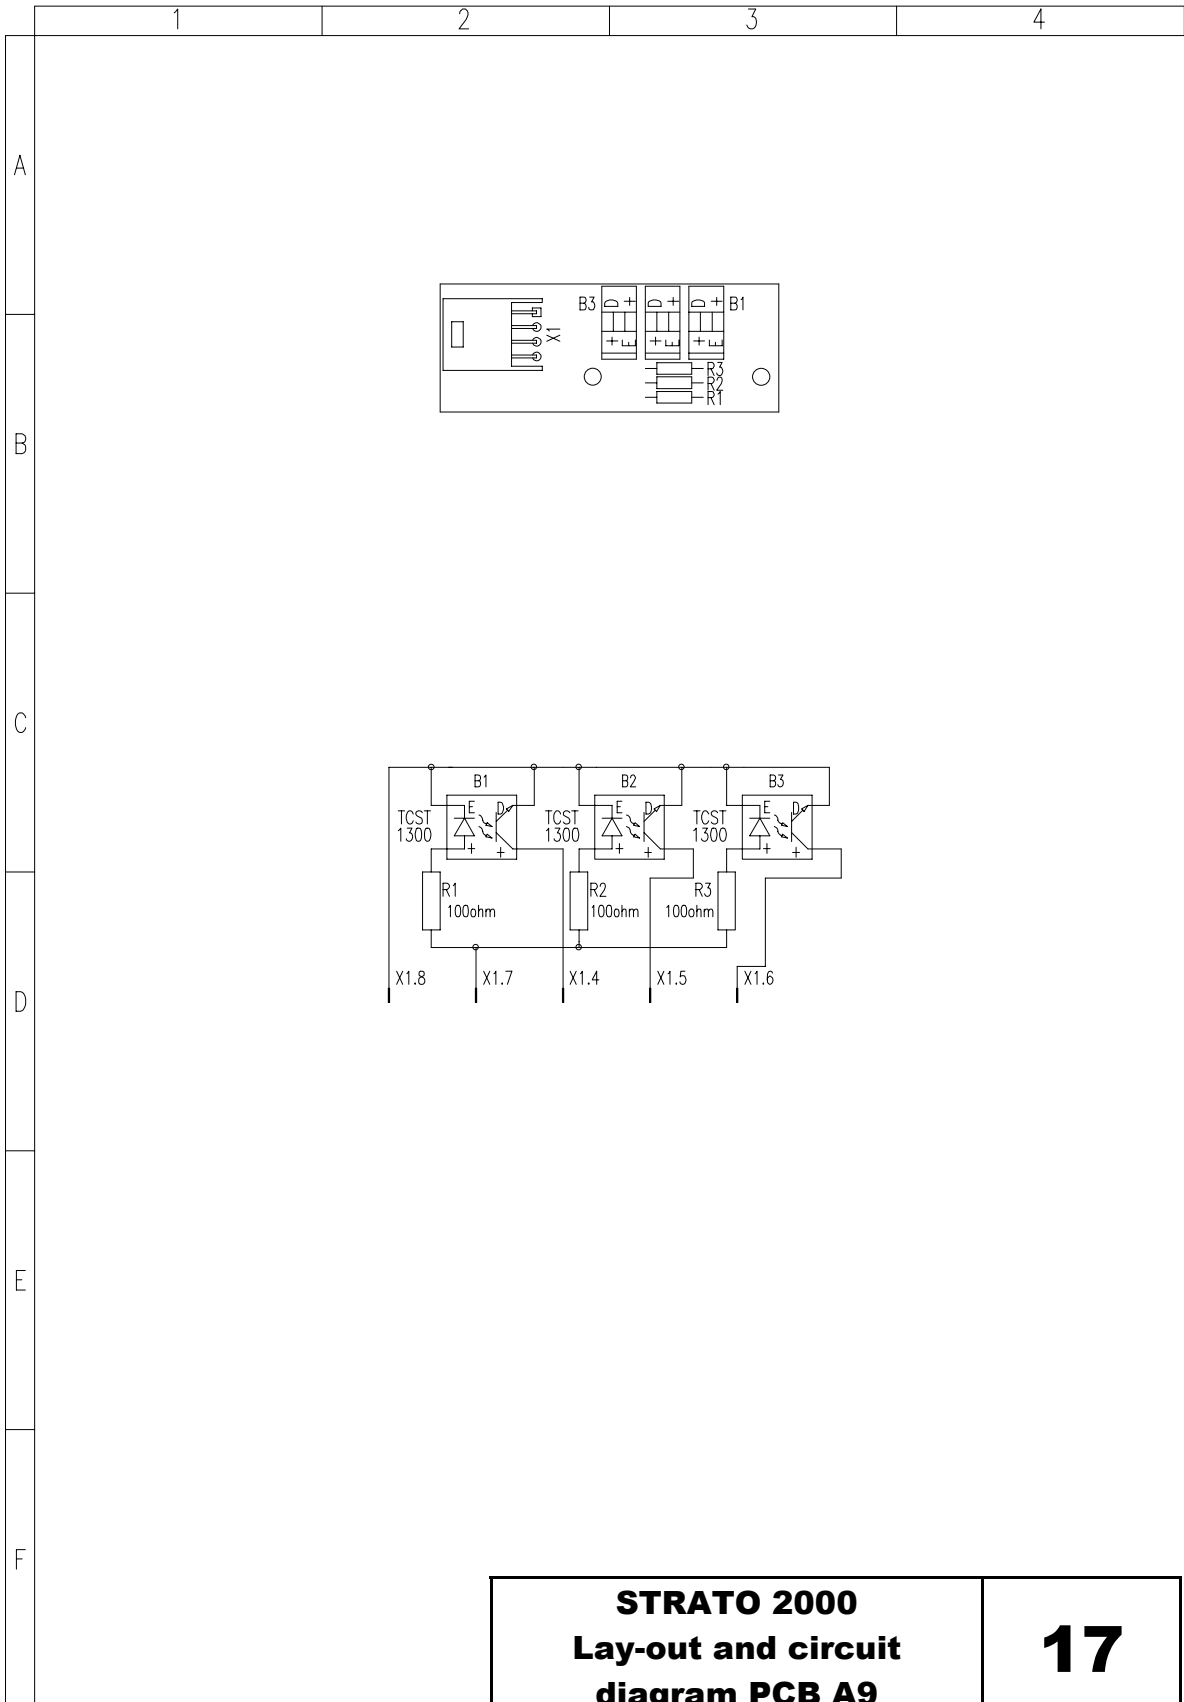 1 2 3 4
A
B3 D + D + D + B1
X1
+ E + E + E
R3
R2
R1
B
C
B1 B2 B3
E D E D E D
TCST TCST TCST
1300 1300 1300
+ + + + + +
R1 R2 R3
100ohm 100ohm 100ohm
X1.8 X1.7 X1.4 X1.5 X1.6
D
E
F
STRATO 2000
Lay-out and circuit
diagram PCB A9
17